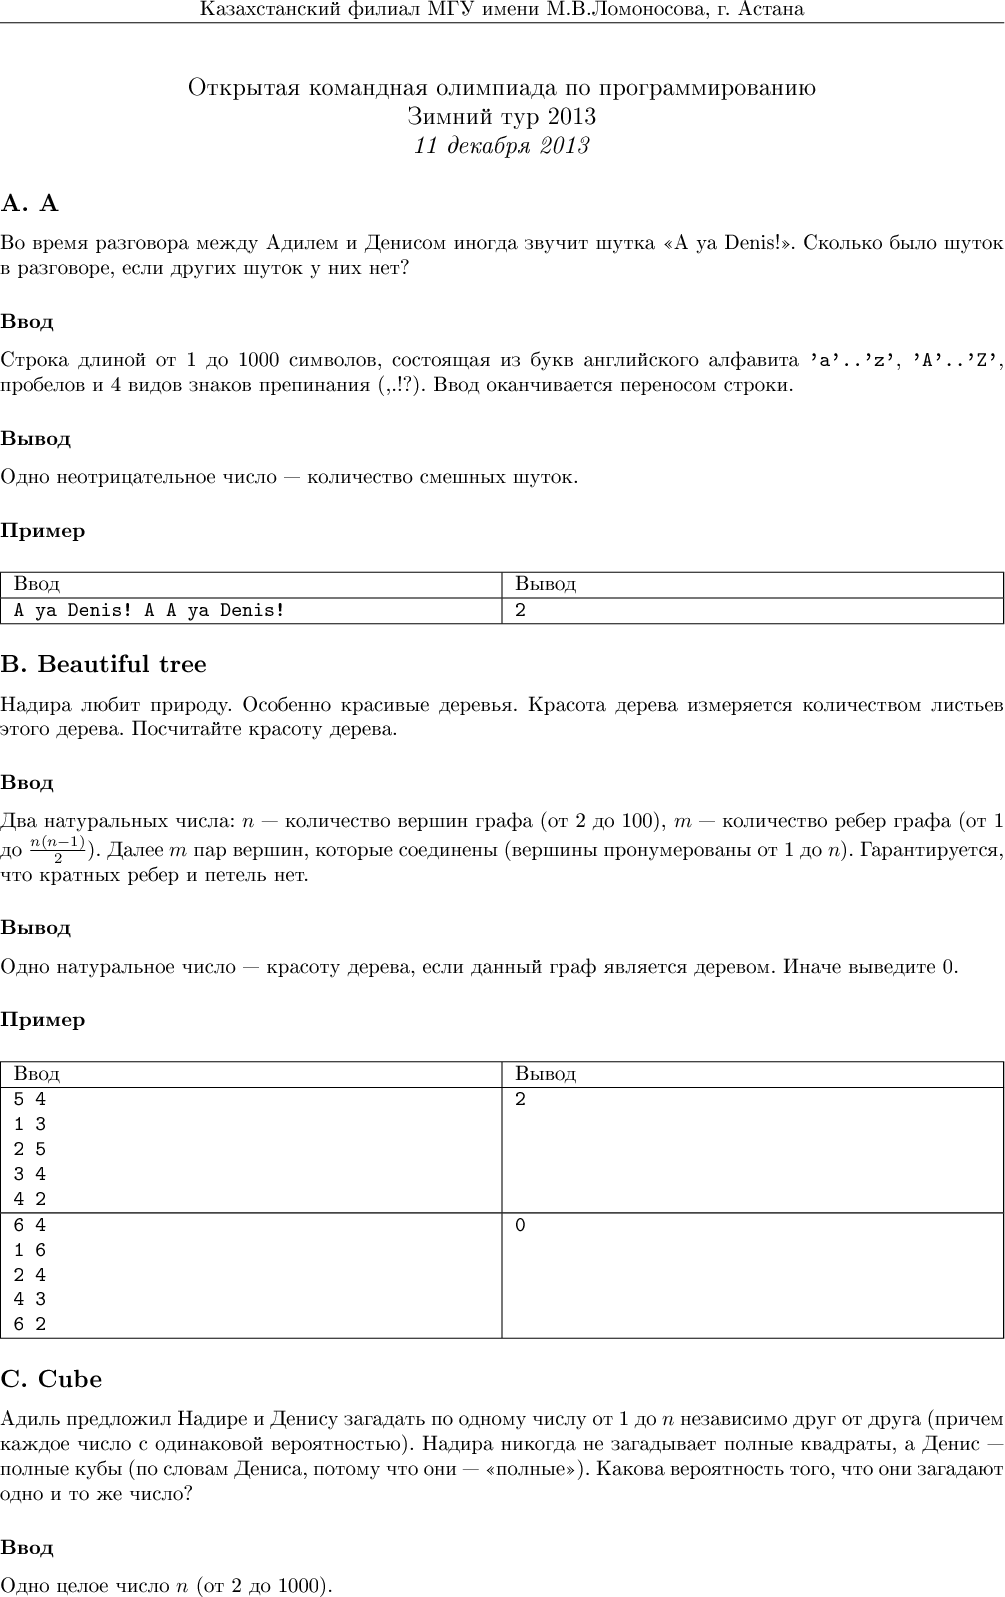 Казахстанский филиал МГУ имени М.В.Ломоносова, г. Астана
Открытая командная олимпиада по программированию
Зимний тур 2013
11 декабря 2013
A. A
Во время разговора между Адилем и Денисом иногда звучит шутка «A ya Denis!». Сколько было шуток
в разговоре, если других шуток у них нет?
Ввод
Строка длиной от 1 до 1000 символов, состоящая из букв английского алфавита 'a'..'z', 'A'..'Z',
пробелов и 4 видов знаков препинания (,.!?). Ввод оканчивается переносом строки.
Вывод
Одно неотрицательное число — количество смешных шуток.
Пример
Ввод Вывод
A ya Denis! A A ya Denis! 2
B. Beautiful tree
Надира любит природу. Особенно красивые деревья. Красота дерева измеряется количеством листьев
этого дерева. Посчитайте красоту дерева.
Ввод
Два натуральных числа: n — количество вершин графа (от 2 до 100), m — количество ребер графа (от 1
до n(n−1)/2). Далее m пар вершин, которые соединены (вершины пронумерованы от 1 до n). Гарантируется,
что кратных ребер и петель нет.
Вывод
Одно натуральное число — красоту дерева, если данный граф является деревом. Иначе выведите 0.
Пример
Ввод Вывод
5 4 2
1 3
2 5
3 4
4 2
6 4 0
1 6
2 4
4 3
6 2
C. Cube
Адиль предложил Надире и Денису загадать по одному числу от 1 до n независимо друг от друга (причем
каждое число с одинаковой вероятностью). Надира никогда не загадывает полные квадраты, а Денис —
полные кубы (по словам Дениса, потому что они — «полные»). Какова вероятность того, что они загадают
одно и то же число?
Ввод
Одно целое число n (от 2 до 1000).